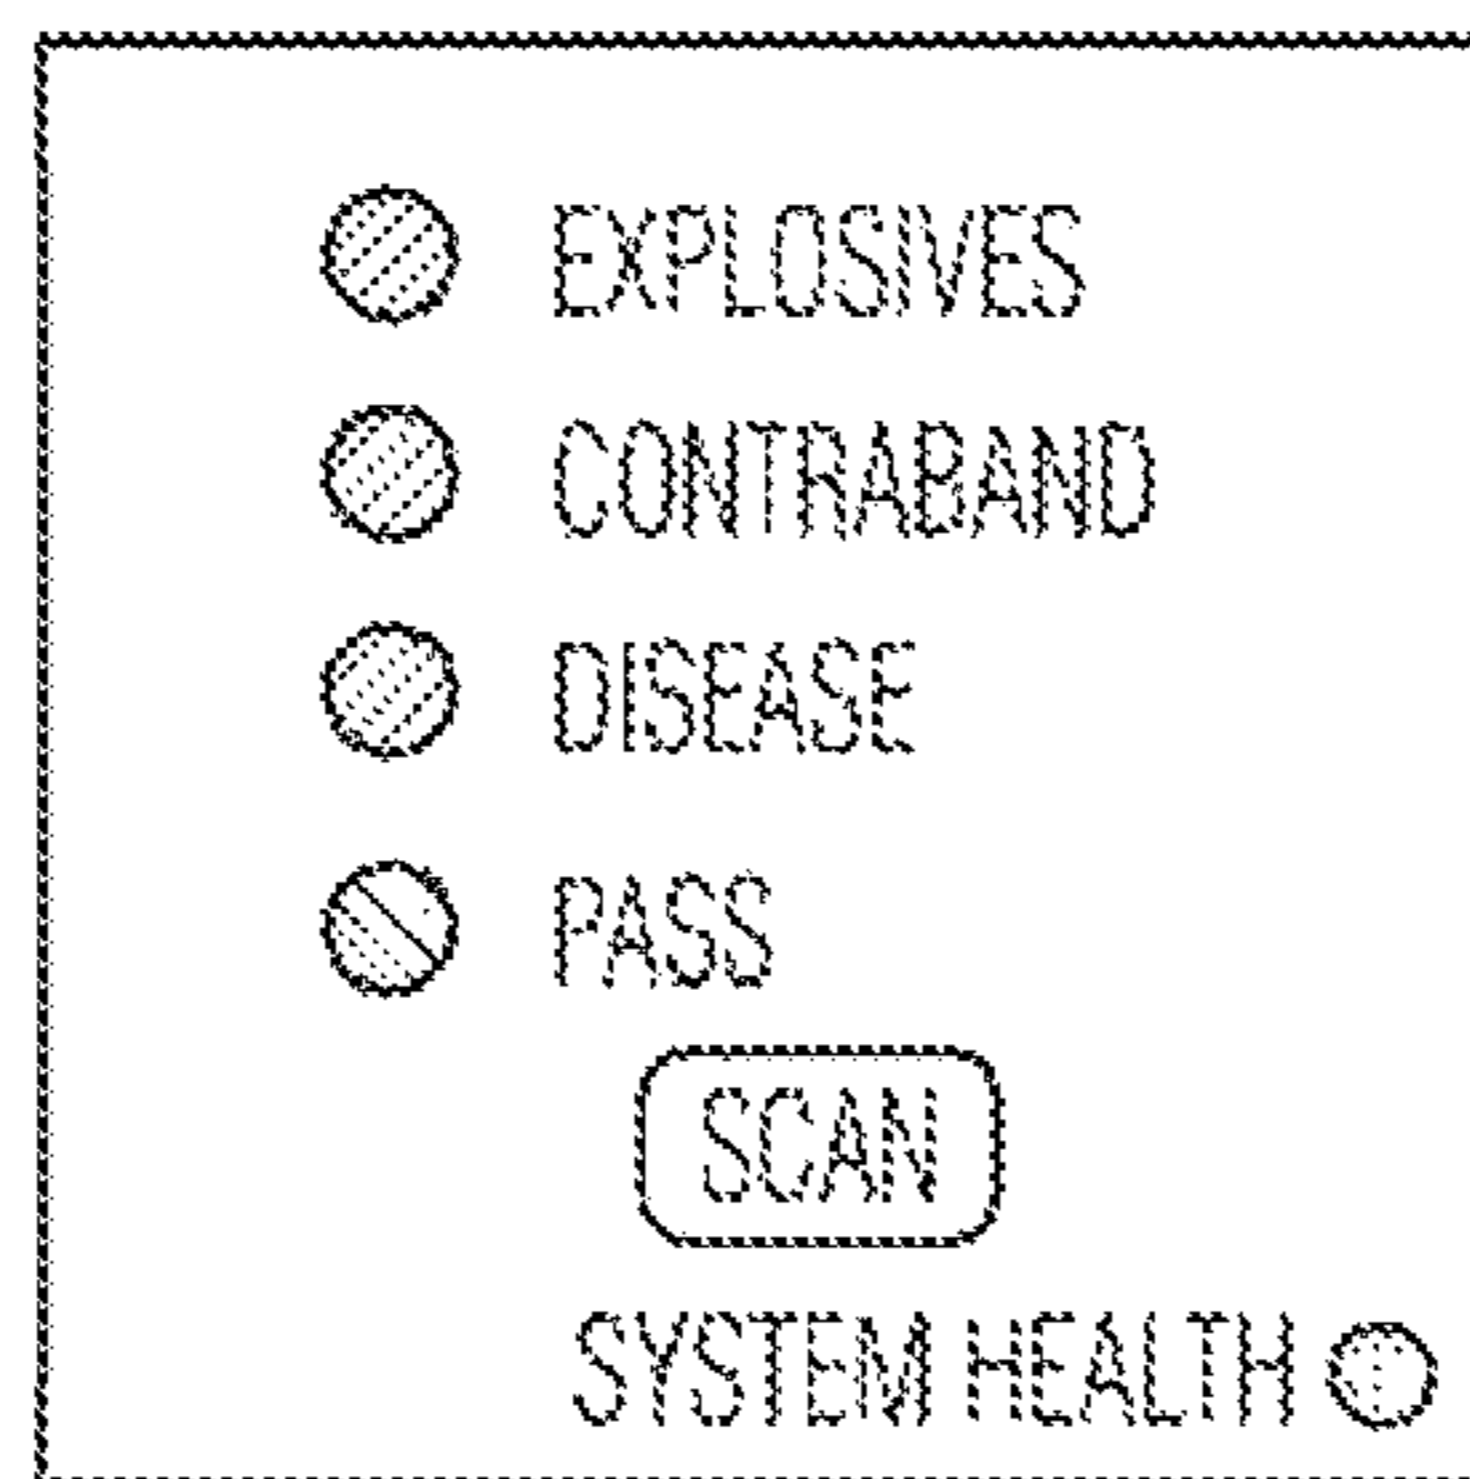 EXPLOSIVES
CONTRABAND
DISEASE
PASS
SCAN
SYSTEM HEALTH